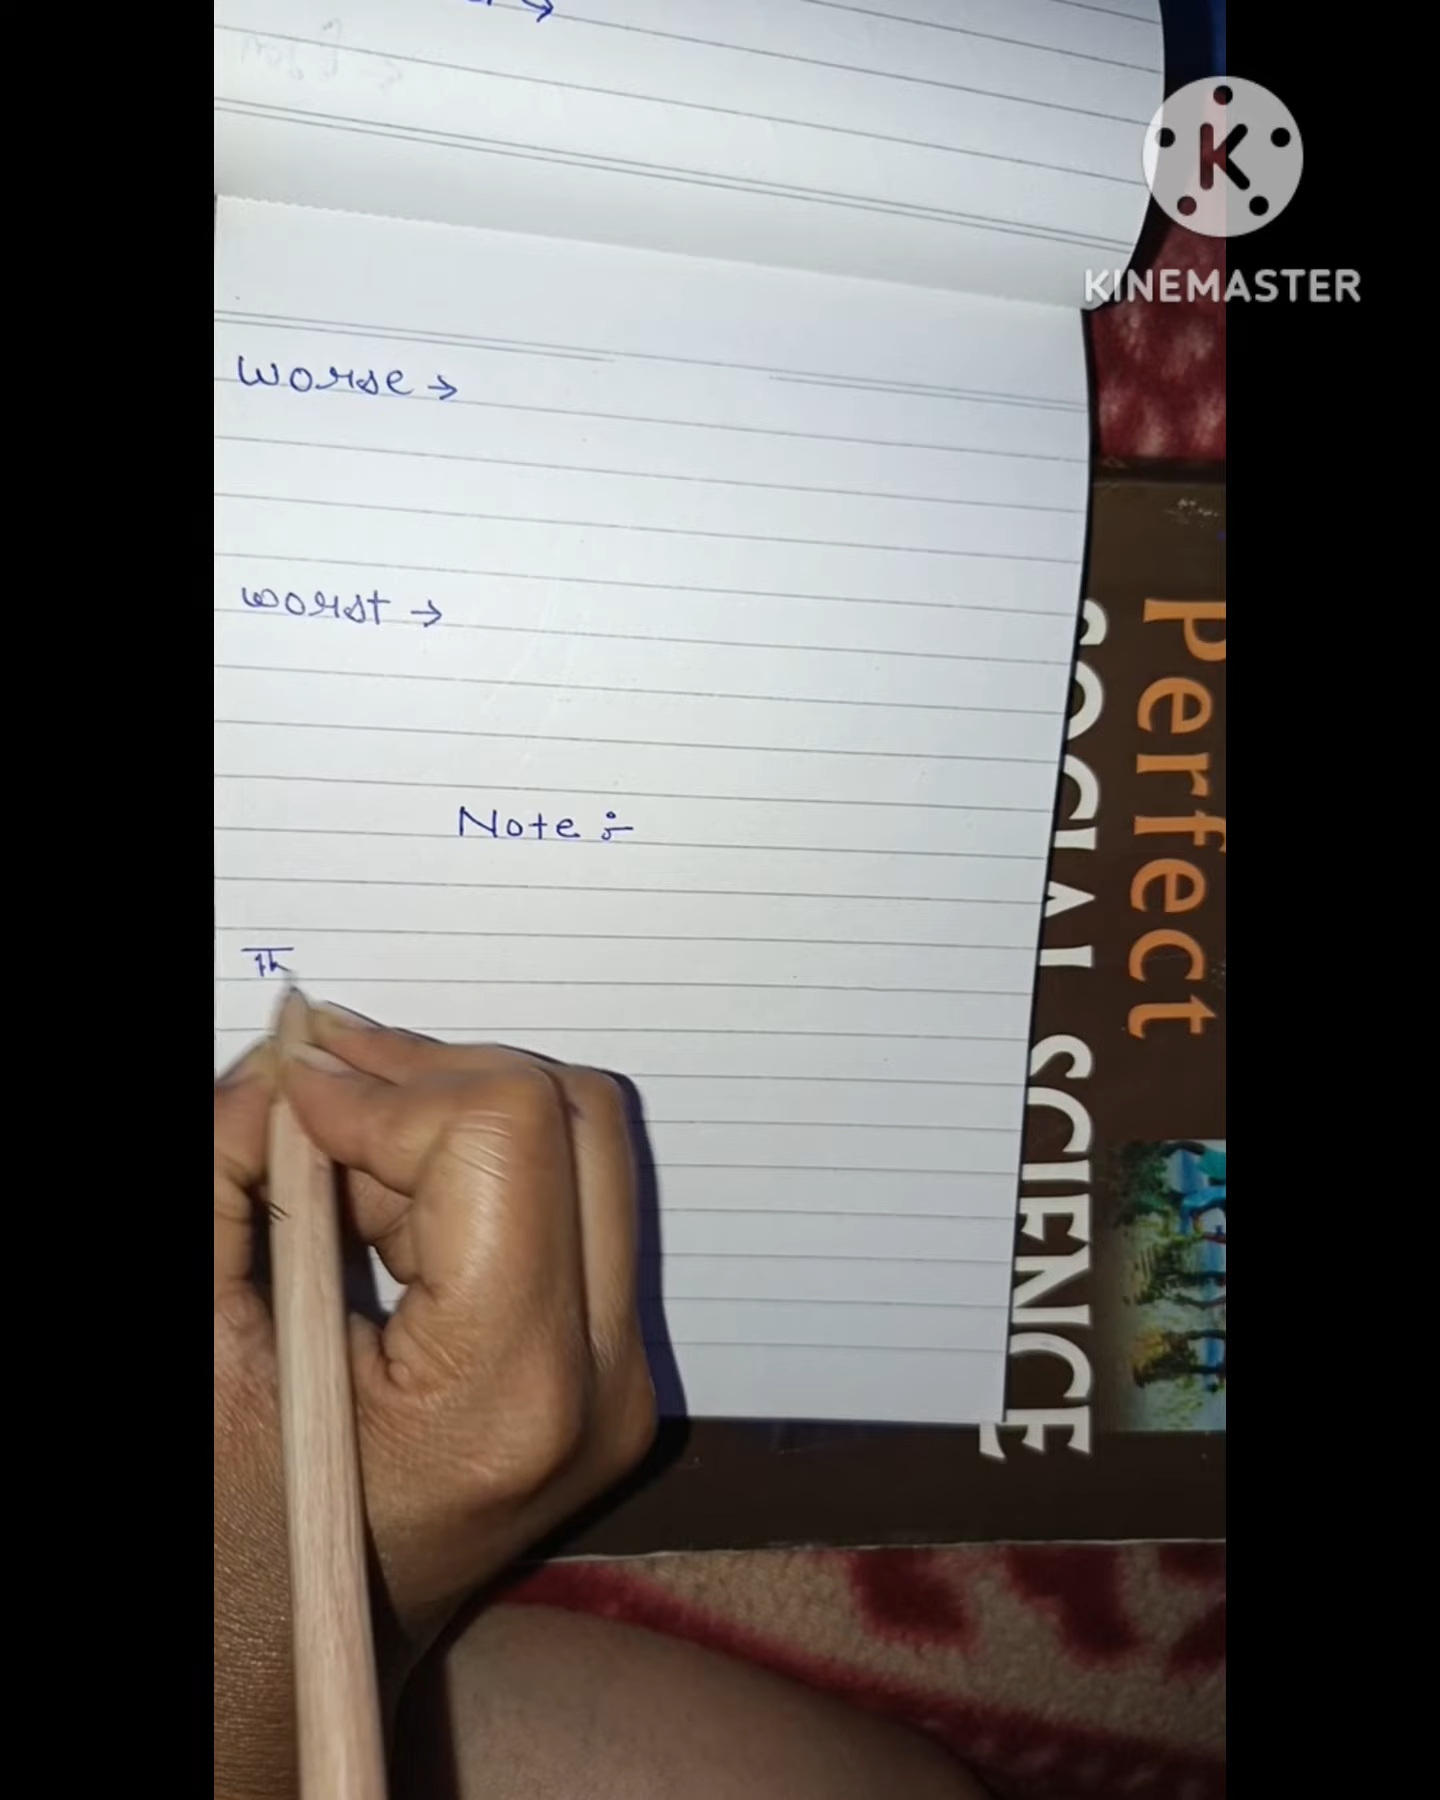 KINEMASTER
worse →
worst →
Note :-
Perfect
SOCIAL SCIENCE